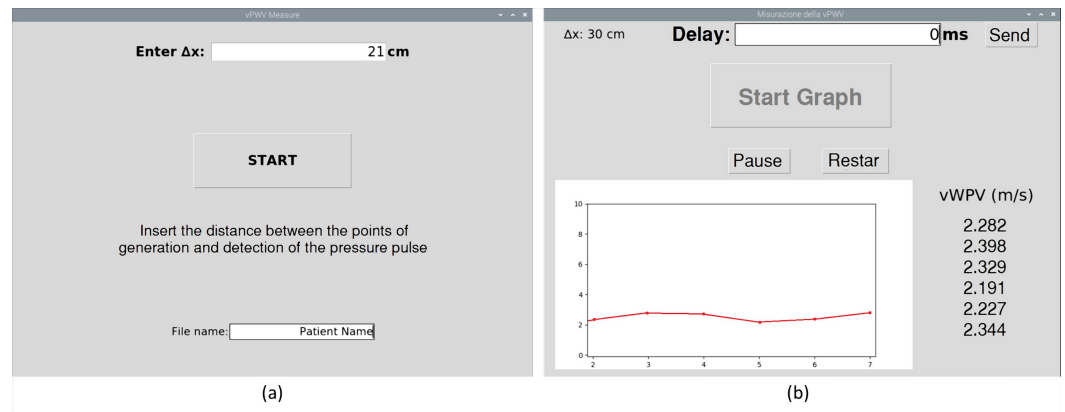 vPWV Measure
Enter Δx: 21 cm
START
Insert the distance between the points of
generation and detection of the pressure pulse
File name: Patient Name
(a)
Misurazione della vPWV
Δx: 30 cm Delay: 0 ms Send
Start Graph
Pause Restar
10
8
6
4
2
0
2 3 4 5 6 7
vWPV (m/s)
2.282
2.398
2.329
2.191
2.227
2.344
(b)